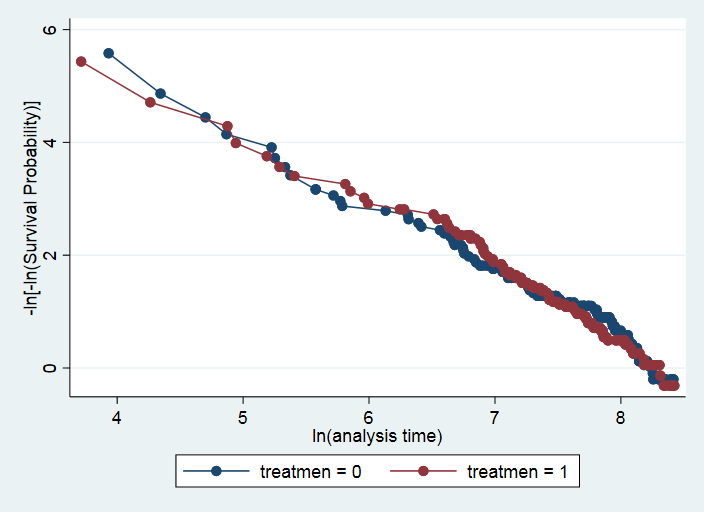 6
4
2
0
-ln[-ln(Survival Probability)]
4 5 6 7 8
ln(analysis time)
treatmen = 0 treatmen = 1